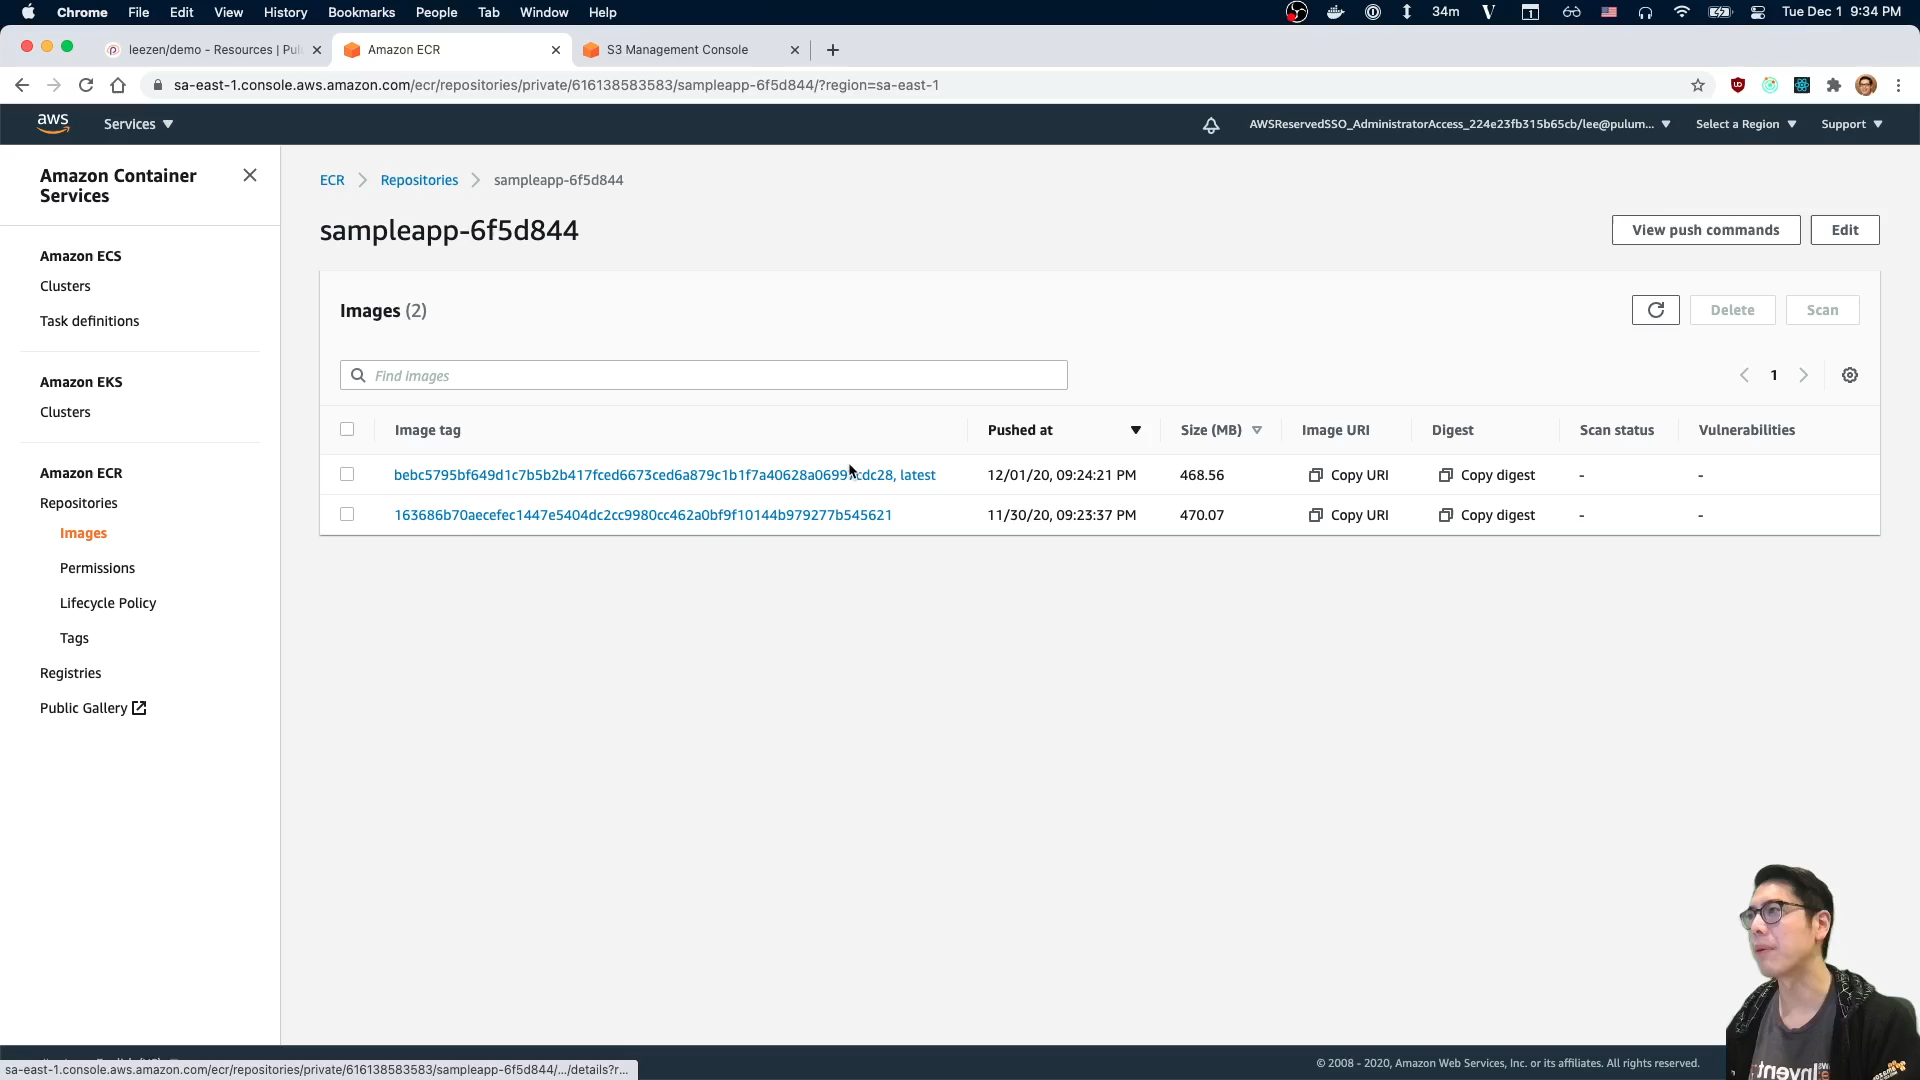 Chrome File Edit View History Bookmarks People Tab Window Help 34m 1 Tue Dec 1 9:34 PM
leezen/demo - Resources | Pul Amazon ECR S3 Management Console
sa-east-1.console.aws.amazon.com/ecr/repositories/private/616138583583/sampleapp-6f5d844/?region=sa-east-1
aws Services AWSReservedSSO_AdministratorAccess_224e23fb315b65cb/lee@pulum... Select a Region Support
Amazon Container
Services
Amazon ECS
Clusters
Task definitions
Amazon EKS
Clusters
Amazon ECR
Repositories
Images
Permissions
Lifecycle Policy
Tags
Registries
Public Gallery
ECR Repositories sampleapp-6f5d844
sampleapp-6f5d844
View push commands Edit
Images (2)
Delete Scan
Find Images
1
Image tag Pushed at Size (MB) Image URI Digest Scan status Vulnerabilities
latest 12/01/20, 09:24:21 PM 468.56 Copy URI Copy digest - -
163686b70aecefec1447e5404dc2cc9980cc462a0bf9f10144b979277b545621 11/30/20, 09:23:37 PM 470.07 Copy URI Copy digest - -
© 2008 - 2020, Amazon Web Services, Inc. or its affiliates. All rights reserved.
sa-east-1.console.aws.amazon.com/ecr/repositories/private/616138583583/sampleapp-6f5d844/.../details?r...